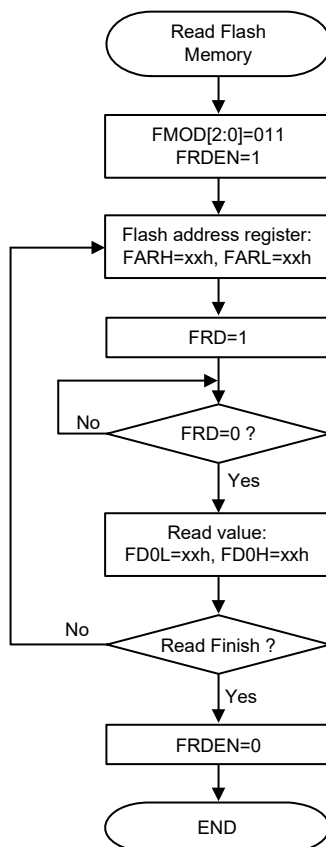 Read Flash
Memory
FMOD[2:0]=011
FRDEN=1
Flash address register:
FARH=xxh, FARL=xxh
FRD=1
No
FRD=0 ?
Yes
Read value:
FD0L=xxh, FD0H=xxh
No
Read Finish ?
Yes
FRDEN=0
END